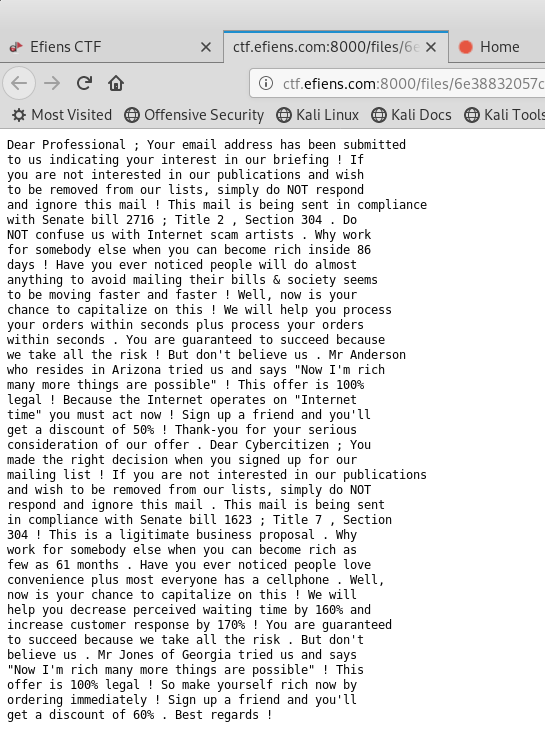 Efiens CTF
ctf.efiens.com:8000/files/6e
Home
ctf.efiens.com:8000/files/6e38832057c
Most Visited
Offensive Security
Kali Linux
Kali Docs
Kali Tools
Dear Professional ; Your email address has been submitted
to us indicating your interest in our briefing ! If
you are not interested in our publications and wish
to be removed from our lists, simply do NOT respond
and ignore this mail ! This mail is being sent in compliance
with Senate bill 2716 ; Title 2 , Section 304 . Do
NOT confuse us with Internet scam artists . Why work
for somebody else when you can become rich inside 86
days ! Have you ever noticed people will do almost
anything to avoid mailing their bills & society seems
to be moving faster and faster ! Well, now is your
chance to capitalize on this ! We will help you process
your orders within seconds plus process your orders
within seconds . You are guaranteed to succeed because
we take all the risk ! But don't believe us . Mr Anderson
who resides in Arizona tried us and says "Now I'm rich
many more things are possible" ! This offer is 100%
legal ! Because the Internet operates on "Internet
time" you must act now ! Sign up a friend and you'll
get a discount of 50% ! Thank-you for your serious
consideration of our offer . Dear Cybercitizen ; You
made the right decision when you signed up for our
mailing list ! If you are not interested in our publications
and wish to be removed from our lists, simply do NOT
respond and ignore this mail . This mail is being sent
in compliance with Senate bill 1623 ; Title 7 , Section
304 ! This is a ligitimate business proposal . Why
work for somebody else when you can become rich as
few as 61 months . Have you ever noticed people love
convenience plus most everyone has a cellphone . Well,
now is your chance to capitalize on this ! We will
help you decrease perceived waiting time by 160% and
increase customer response by 170% ! You are guaranteed
to succeed because we take all the risk . But don't
believe us . Mr Jones of Georgia tried us and says
"Now I'm rich many more things are possible" ! This
offer is 100% legal ! So make yourself rich now by
ordering immediately ! Sign up a friend and you'll
get a discount of 60% . Best regards !